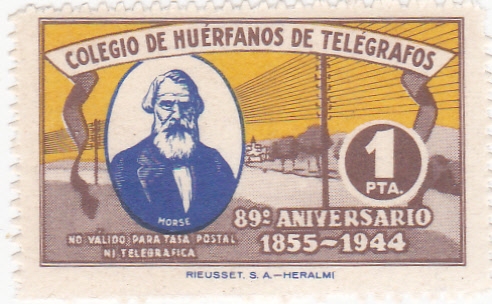 COLEGIO DE HUÉRFANOS DE TELÉGRAFOS
MORSE
1
PTA.
89º ANIVERSARIO
1855~1944
NO VALIDO PARA TASA POSTAL
NI TELEGRAFICA
RIEUSSET, S. A.—HERALMI